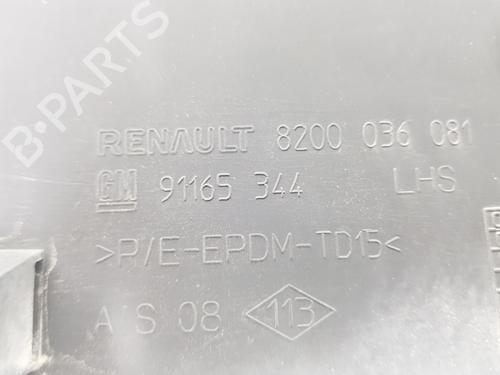 B-PARTS
RENAULT 8200 036 081
GM 91165 344 LHS
>P/E-EPDM-TD15<
A S 08 113